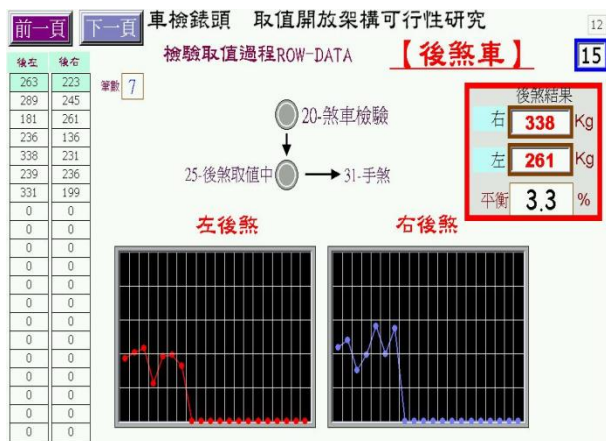 前一頁 下一頁 車檢錶頭 取值開放架構可行性研究 12
檢驗取值過程ROW-DATA 【後煞車】 15
後左 後右
筆數 7
263 223
289 245
181 261
236 136
338 231
239 236
331 199
0 0
0 0
0 0
0 0
0 0
0 0
0 0
0 0
0 0
0 0
0 0
0 0
0 0
20-煞車檢驗
25-後煞取值中 31-手煞
後煞結果
右 338 Kg
左 261 Kg
平衡 3.3 %
左後煞 右後煞